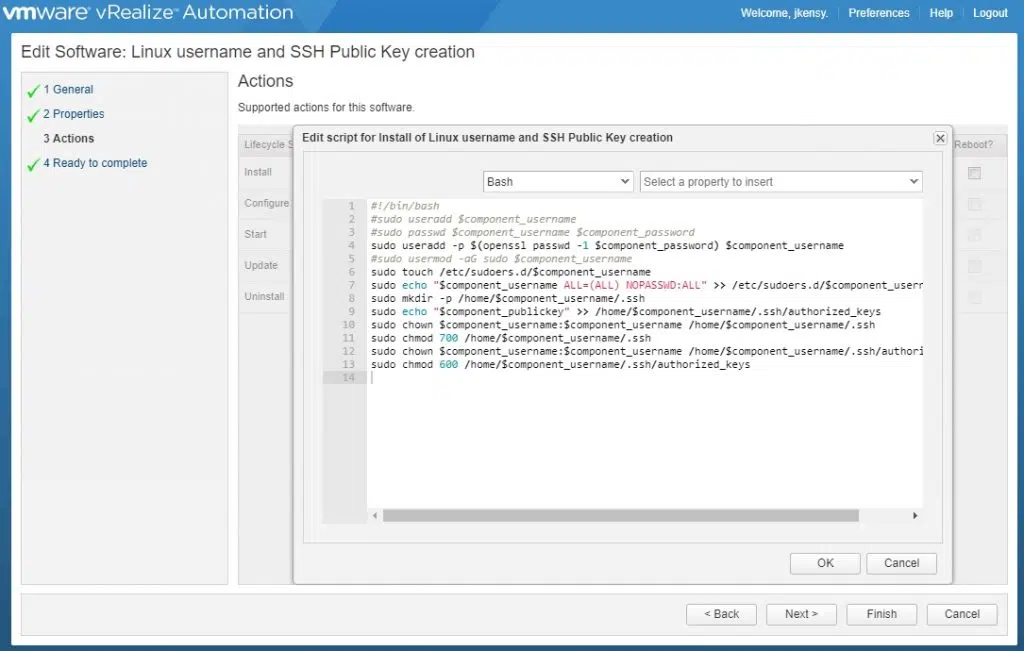 vmware vRealize™ Automation
Welcome, jkensy. Preferences Help Logout
Edit Software: Linux username and SSH Public Key creation
1 General
2 Properties
3 Actions
4 Ready to complete
Actions
Supported actions for this software.
Lifecycle S
Reboot?
Install
Configure
Start
Update
Uninstall
Edit script for Install of Linux username and SSH Public Key creation
Bash
Select a property to insert
1 #!/bin/bash
2 #sudo useradd $component_username
3 #sudo passwd $component_username $component_password
4 sudo useradd -p $(openssl passwd -1 $component_password) $component_username
5 #sudo usermod -aG sudo $component_username
6 sudo touch /etc/sudoers.d/$component_username
7 sudo echo "$component_username ALL=(ALL) NOPASSWD:ALL" >> /etc/sudoers.d/$component_usern
8 sudo mkdir -p /home/$component_username/.ssh
9 sudo echo "$component_publickey" >> /home/$component_username/.ssh/authorized_keys
10 sudo chown $component_username:$component_username /home/$component_username/.ssh
11 sudo chmod 700 /home/$component_username/.ssh
12 sudo chown $component_username:$component_username /home/$component_username/.ssh/authori
13 sudo chmod 600 /home/$component_username/.ssh/authorized_keys
14
OK
Cancel
< Back
Next >
Finish
Cancel